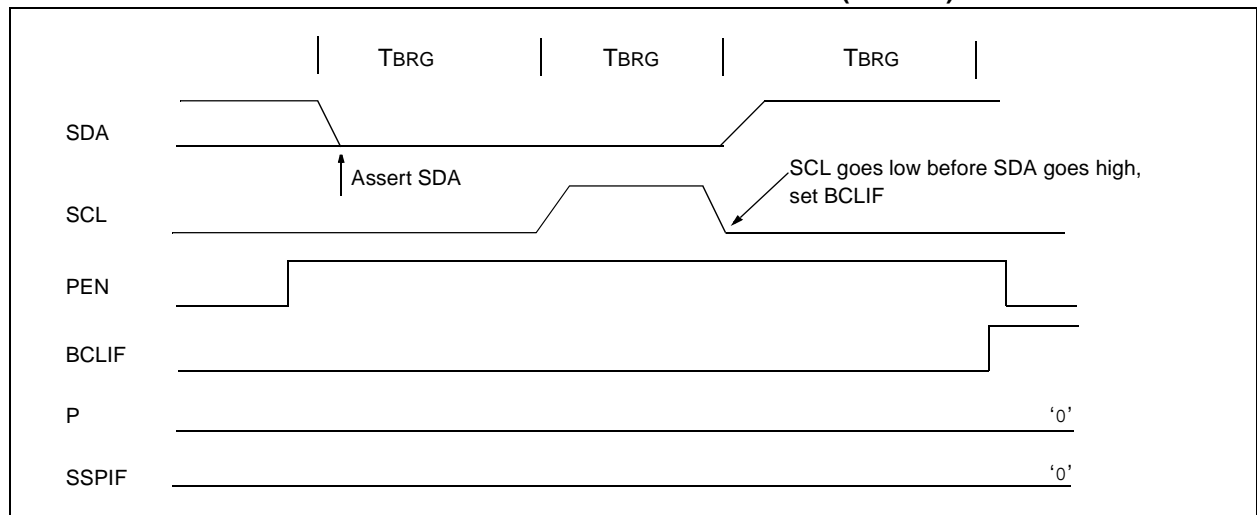 TBRG TBRG TBRG
SDA
Assert SDA
SCL goes low before SDA goes high,
set BCLIF
SCL
PEN
BCLIF
P
'0'
SSPIF
'0'